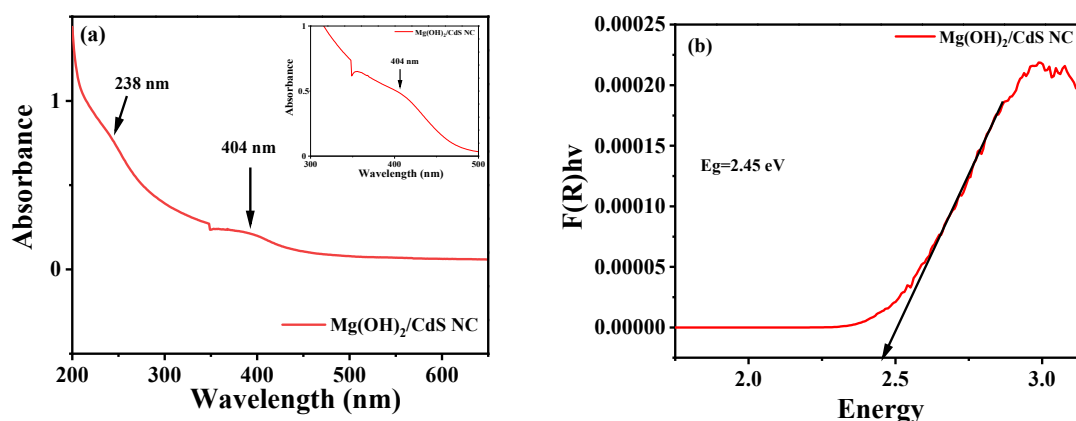 (a)
Mg(OH)2/CdS NC
404 nm
Absorbance
1
0.5
0
300
400
500
Wavelength (nm)
238 nm
404 nm
Absorbance
1
0
Mg(OH)2/CdS NC
200
300
400
500
600
Wavelength (nm)
(b)
Mg(OH)2/CdS NC
Eg=2.45 eV
F(R)hv
0.00025
0.00020
0.00015
0.00010
0.00005
0.00000
2.0
2.5
3.0
Energy